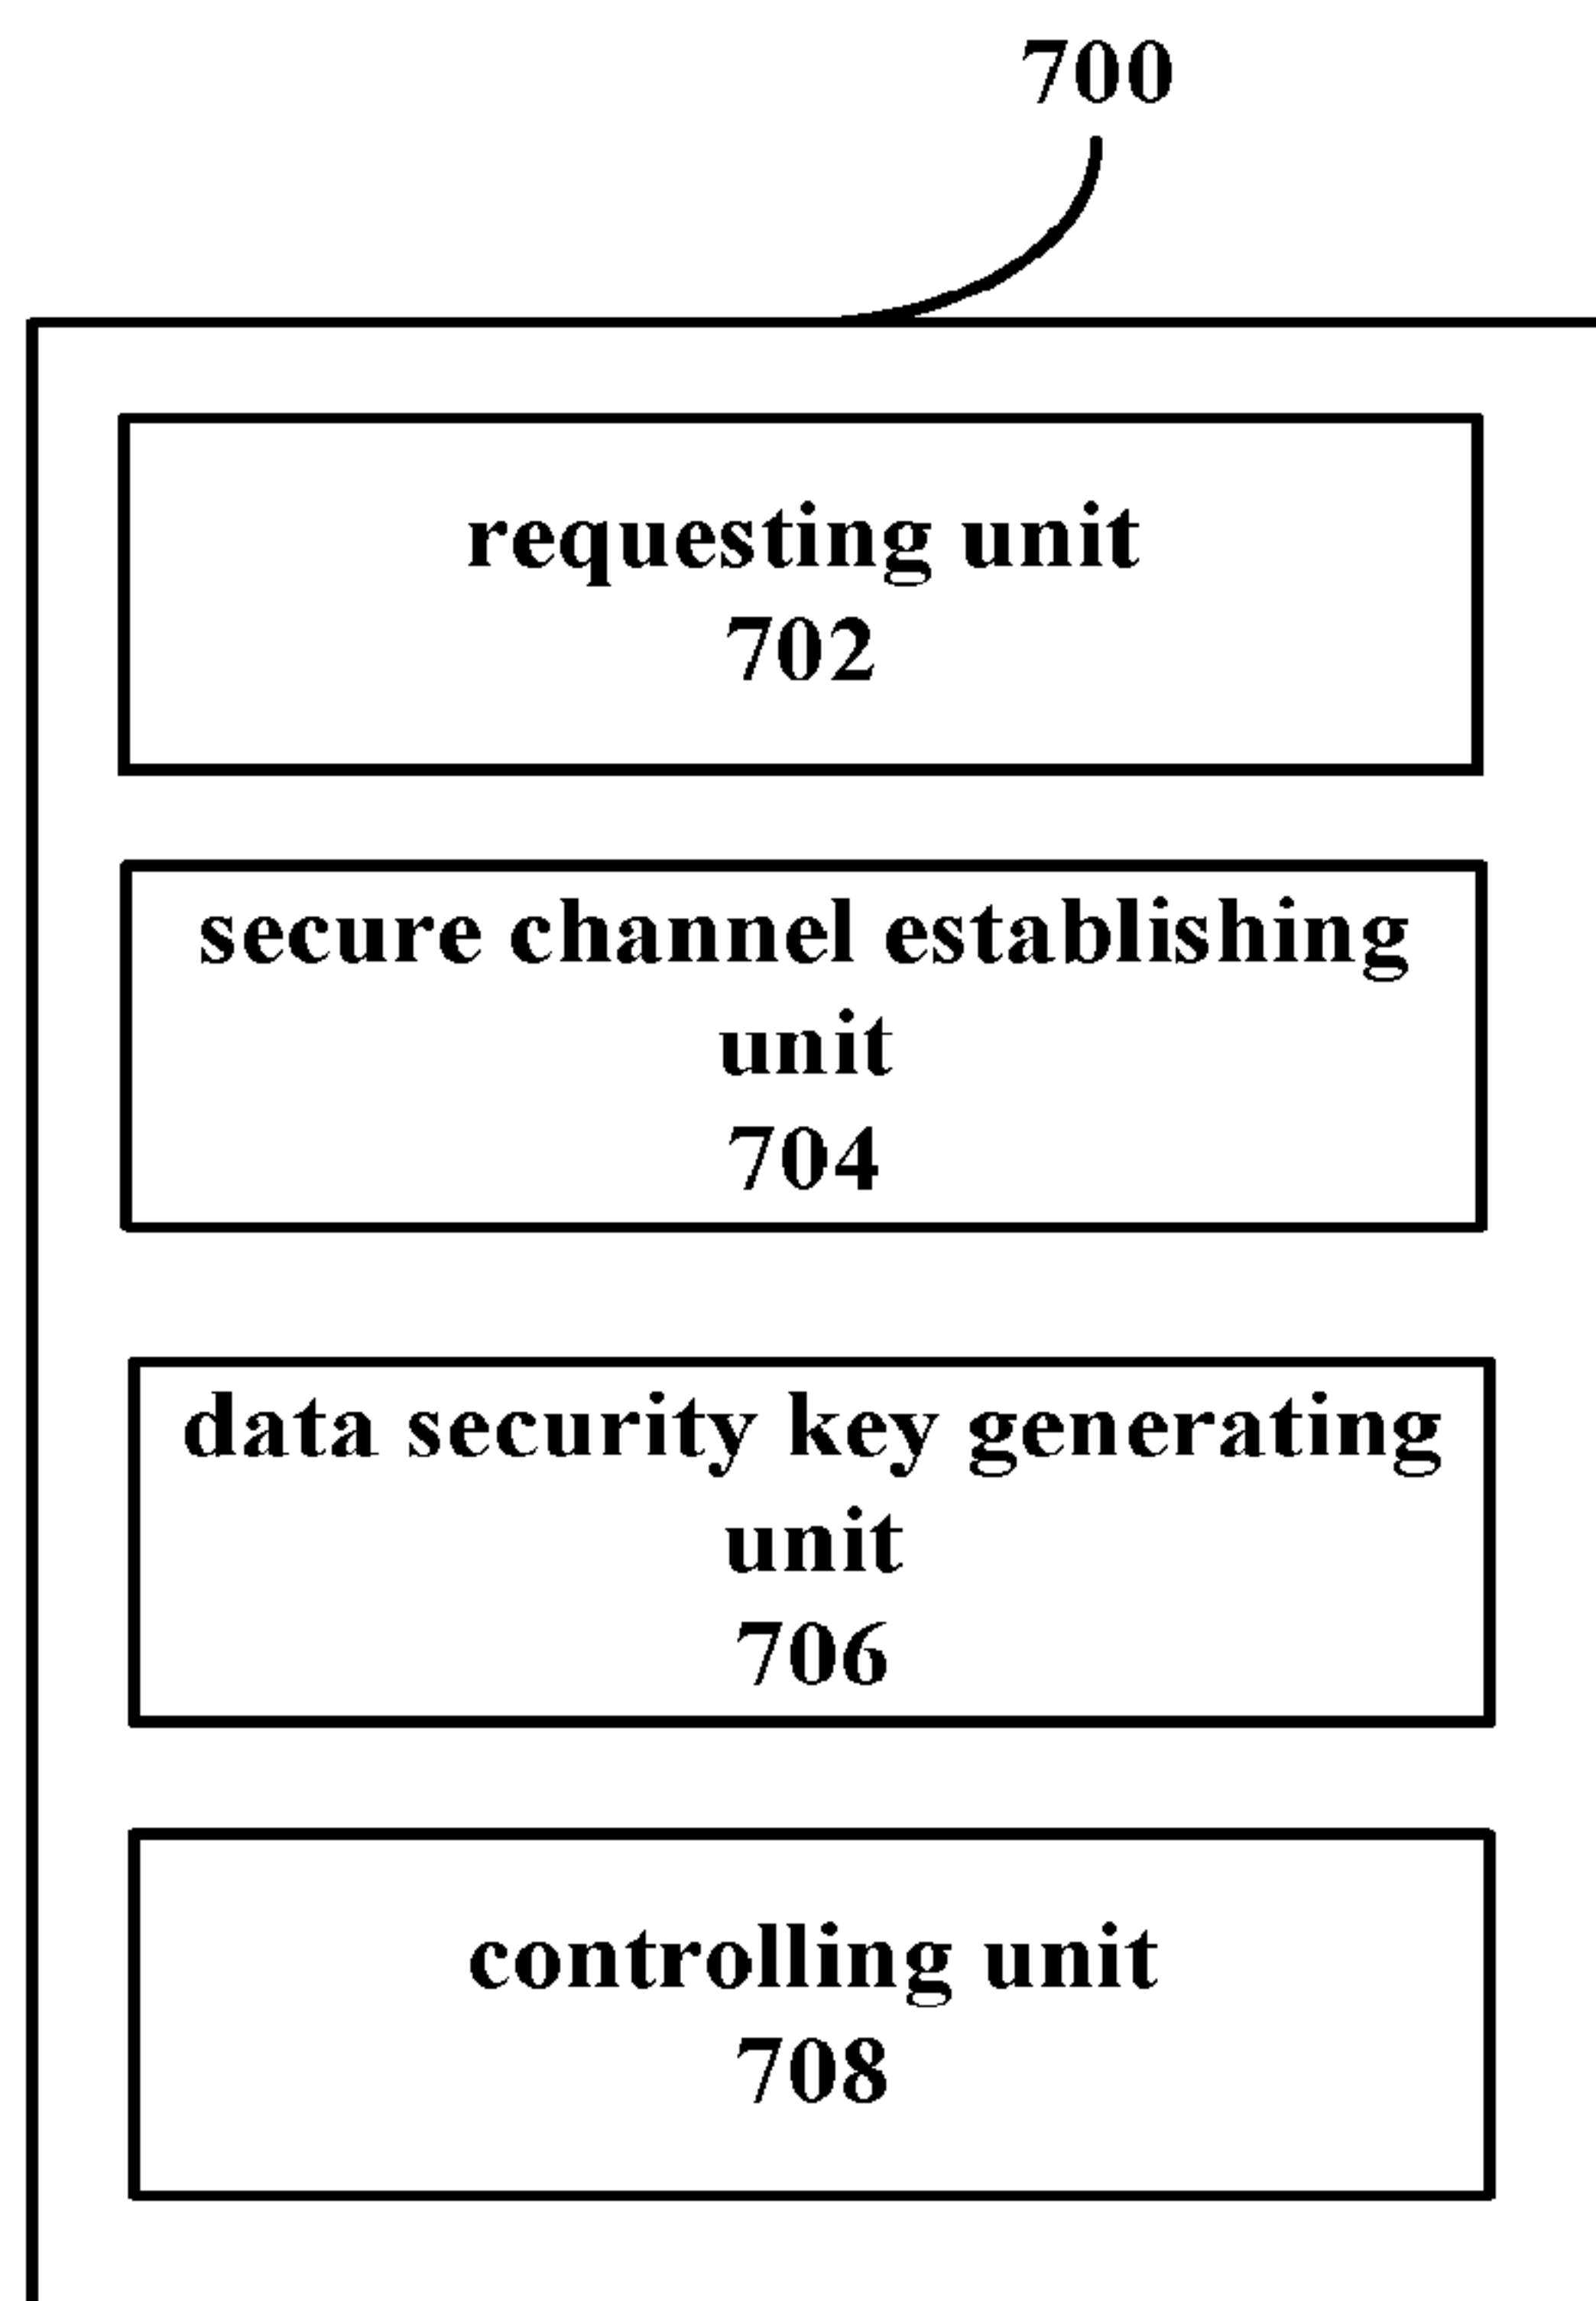 700
requesting unit
702
secure channel establishing
unit
704
data security key generating
unit
706
controlling unit
708